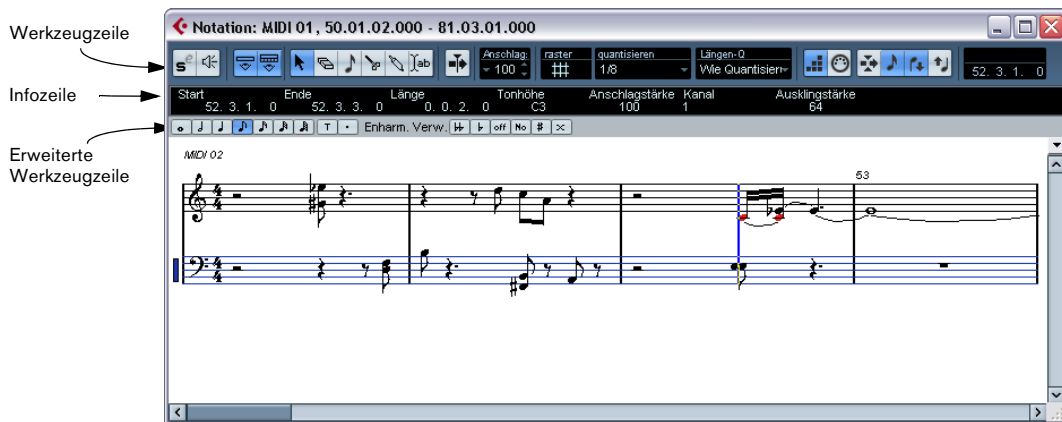 Notation: MIDI 01, 50.01.02.000 - 81.03.01.000
Werkzeugzeile
Anschlag: raster quantisieren Längen-Q
100 1/8 Wie Quantisieren
52. 3. 1. 0
Infozeile
Start Ende Länge Tonhöhe Anschlagstärke Kanal Ausklingstärke
52. 3. 1. 0 52. 3. 3. 0 0. 0. 2. 0 C3 100 1 64
T . Enharm. Verw. off No # x
Erweiterte
Werkzeugzeile
MIDI 02
53